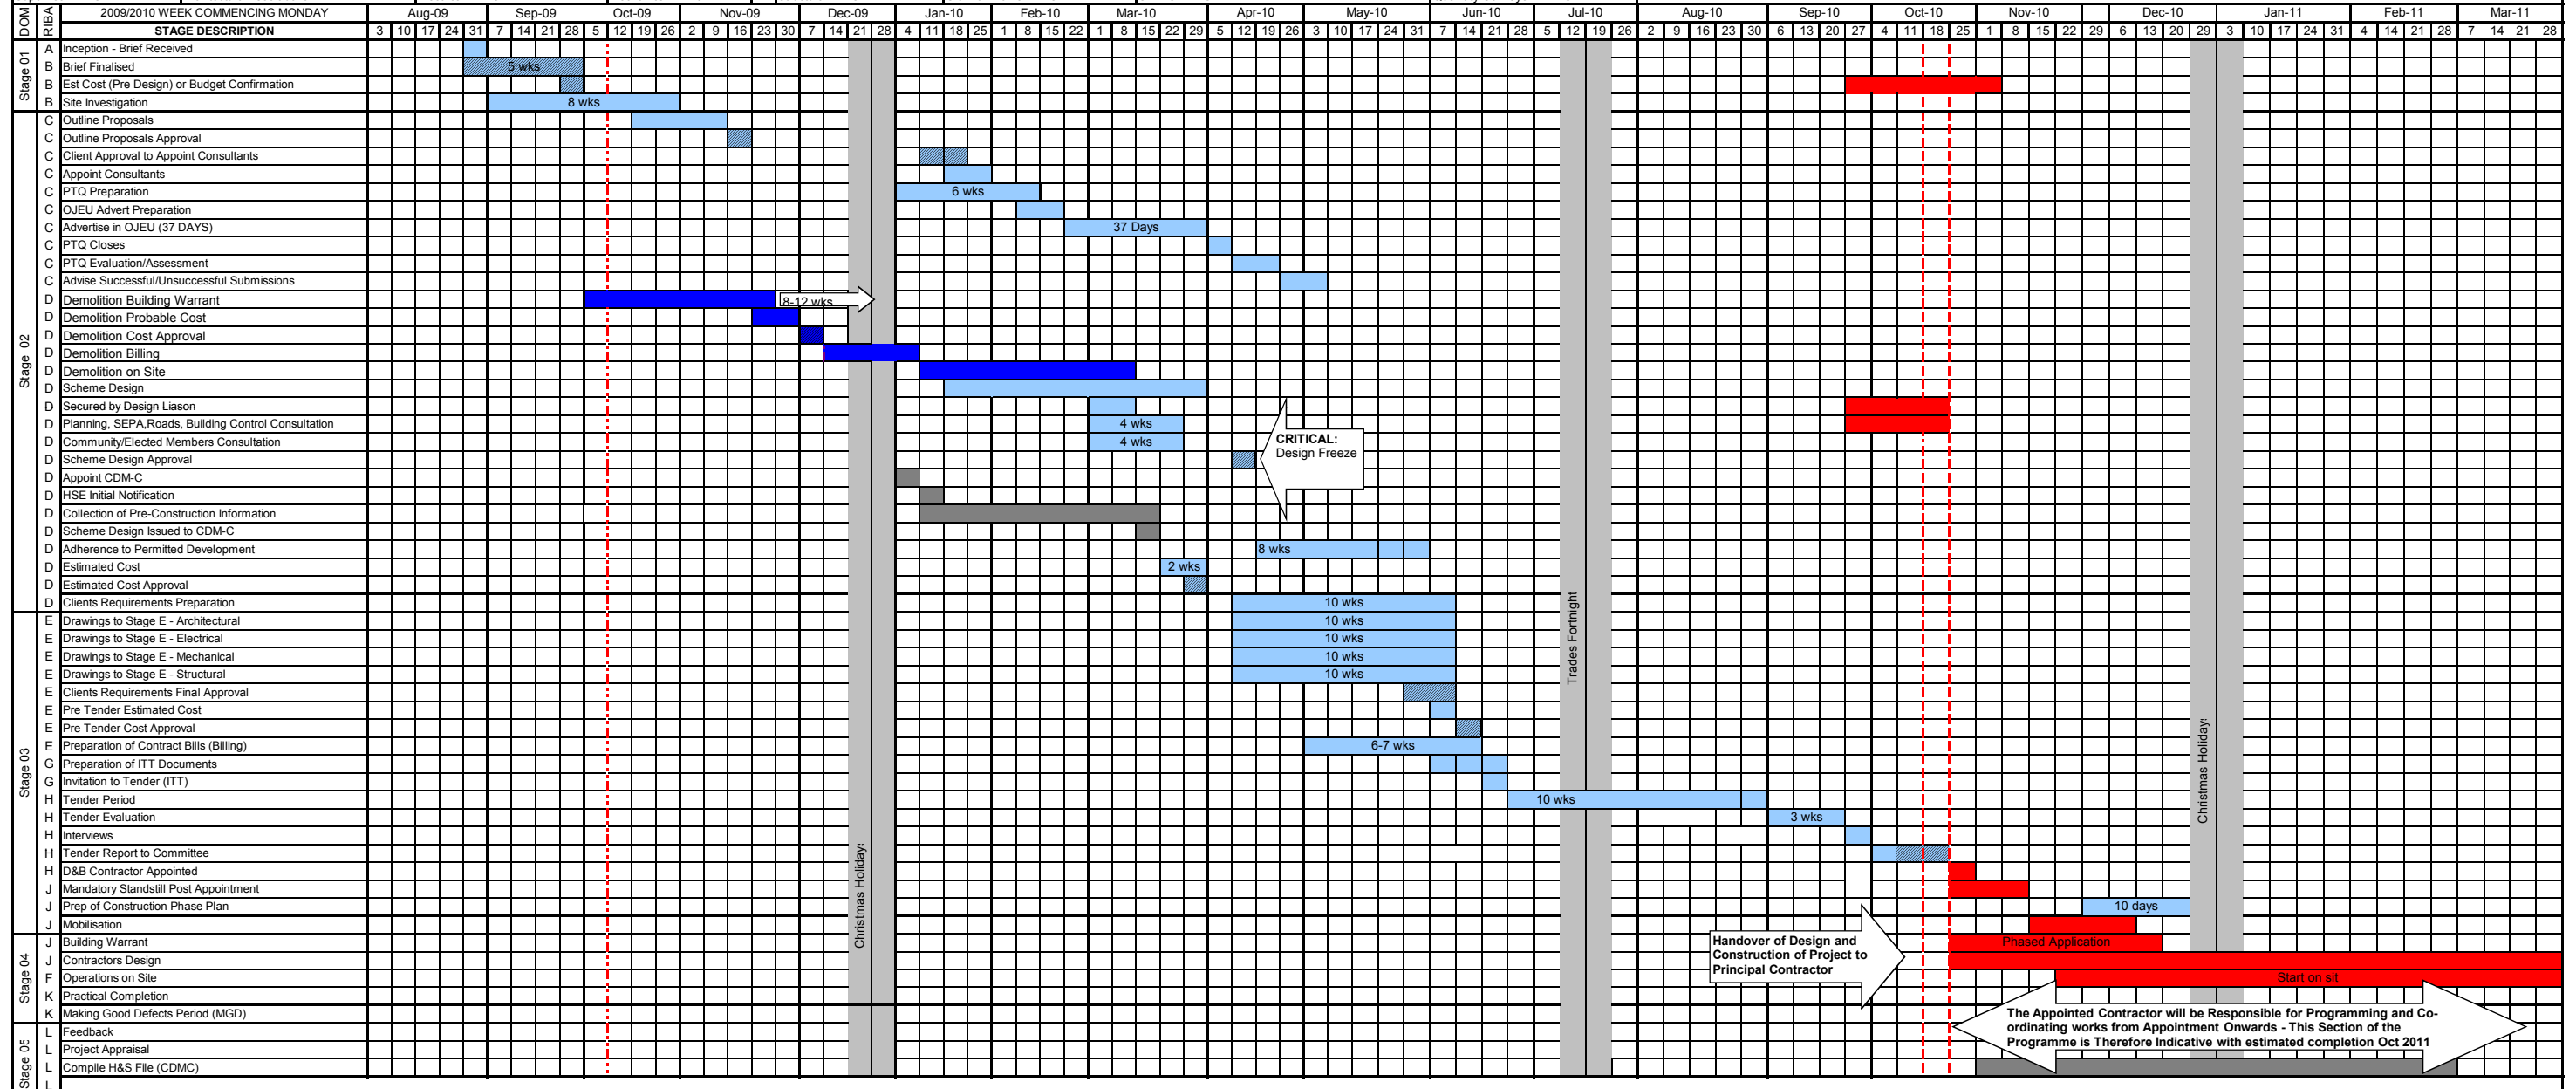 DOM RIBA 2009/2010 WEEK COMMENCING MONDAY Aug-09 Sep-09 Oct-09 Nov-09 Dec-09 Jan-10 Feb-10 Mar-10 Apr-10 May-10 Jun-10 Jul-10 Aug-10 Sep-10 Oct-10 Nov-10 Dec-10 Jan-11 Feb-11 Mar-11
STAGE DESCRIPTION 3 10 17 24 31 7 14 21 28 5 12 19 26 2 9 16 23 30 7 14 21 28 4 11 18 25 1 8 15 22 1 8 15 22 29 5 12 19 26 3 10 17 24 31 7 14 21 28 5 12 19 26 2 9 16 23 30 6 13 20 27 4 11 18 25 1 8 15 22 29 6 13 20 29 3 10 17 24 31 4 14 21 28 7 14 21 28
Stage 01
A Inception - Brief Received
B Brief Finalised 5 wks
B Est Cost (Pre Design) or Budget Confirmation
B Site Investigation 8 wks
Stage 02
C Outline Proposals
C Outline Proposals Approval
C Client Approval to Appoint Consultants
C Appoint Consultants
C PTQ Preparation 6 wks
C OJEU Advert Preparation
C Advertise in OJEU (37 DAYS) 37 Days
C PTQ Closes
C PTQ Evaluation/Assessment
C Advise Successful/Unsuccessful Submissions
D Demolition Building Warrant 8-12 wks
D Demolition Probable Cost
D Demolition Cost Approval
D Demolition Billing
D Demolition on Site
D Scheme Design
D Secured by Design Liason
D Planning, SEPA,Roads, Building Control Consultation 4 wks
D Community/Elected Members Consultation 4 wks
CRITICAL:
Design Freeze
D Scheme Design Approval
D Appoint CDM-C
D HSE Initial Notification
D Collection of Pre-Construction Information
D Scheme Design Issued to CDM-C
D Adherence to Permitted Development 8 wks
D Estimated Cost 2 wks
D Estimated Cost Approval
D Clients Requirements Preparation 10 wks
Stage 03
E Drawings to Stage E - Architectural 10 wks
E Drawings to Stage E - Electrical 10 wks
E Drawings to Stage E - Mechanical 10 wks
E Drawings to Stage E - Structural 10 wks
Trades Fortnight
E Clients Requirements Final Approval
E Pre Tender Estimated Cost
E Pre Tender Cost Approval
E Preparation of Contract Bills (Billing) 6-7 wks
G Preparation of ITT Documents
G Invitation to Tender (ITT)
H Tender Period 10 wks
H Tender Evaluation 3 wks
Christmas Holiday
H Interviews
H Tender Report to Committee
H D&B Contractor Appointed
J Mandatory Standstill Post Appointment
J Prep of Construction Phase Plan 10 days
J Mobilisation
Christmas Holiday
Stage 04
J Building Warrant Phased Application
J Contractors Design
F Operations on Site Start on sit
K Practical Completion
K Making Good Defects Period (MGD)
Handover of Design and
Construction of Project to
Principal Contractor
Stage 05
L Feedback
L Project Appraisal
L Compile H&S File (CDMC)
L
The Appointed Contractor will be Responsible for Programming and Co-
ordinating works from Appointment Onwards - This Section of the
Programme is Therefore Indicative with estimated completion Oct 2011